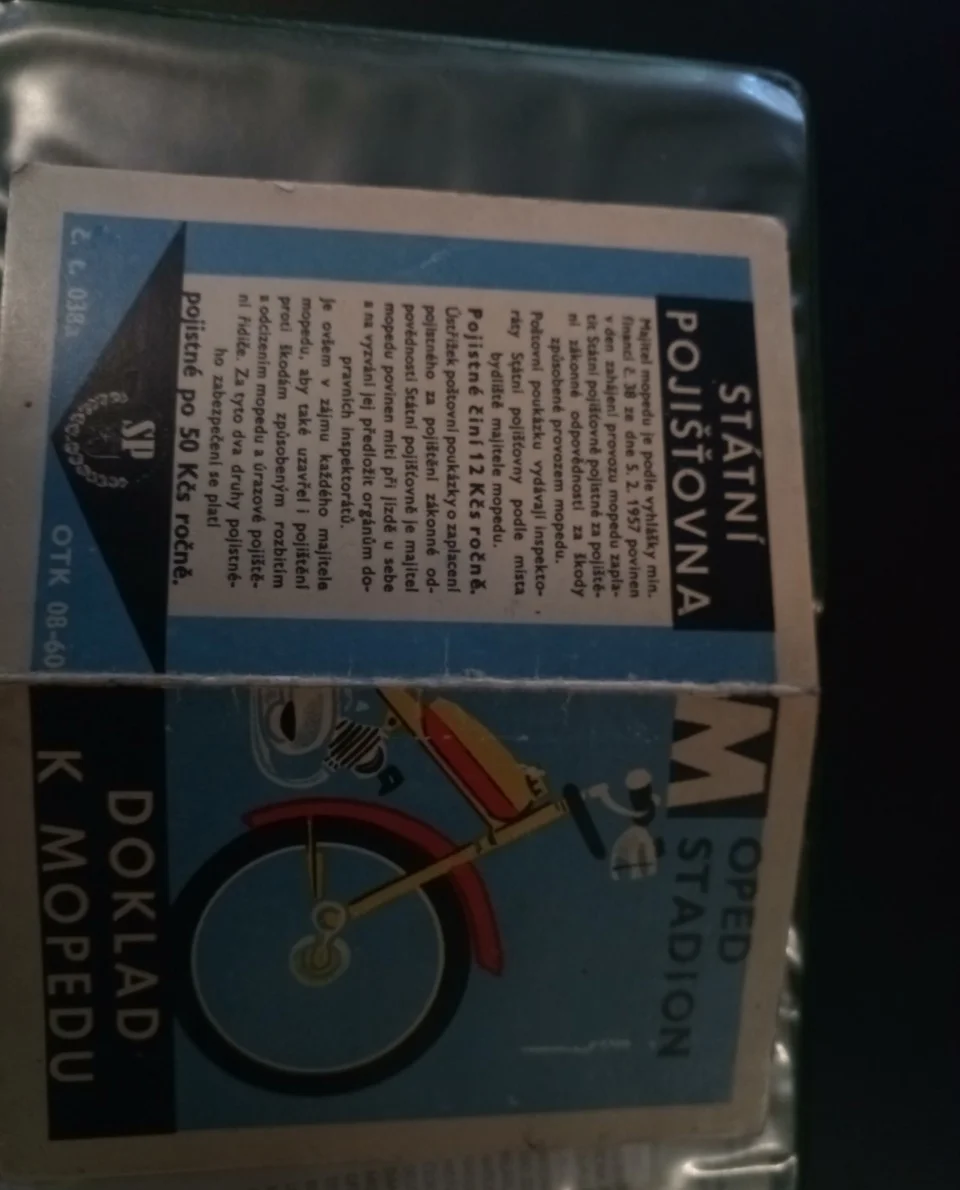 STÁTNÍ
POJIŠŤOVNA
Majitel mopedu je podle vyhlášky min.
financí č. 38 ze dne 5. 2. 1957 povinen
v den zahájení provozu mopedu zapla-
tit Státní pojišťovně pojistné za pojiště-
ní zákonné odpovědnosti za škody
způsobené provozem mopedu.
Poštovní poukázku vydávají inspekto-
ráty Státní pojišťovny podle místa
bydliště majitele mopedu.
Pojistné činí 12 Kčs ročně.
Ústřižek poštovní poukázky o zaplacení
pojistného za pojištění zákonné od-
povědnosti Státní pojišťovně je majitel
mopedu povinen míti při jízdě u sebe
a na vyzvání jej předložit orgánům do-
pravních inspektorátů.
Je ovšem v zájmu každého majitele
mopedu, aby také uzavřel i pojištění
proti škodám způsobeným rozbitím
a odcizením mopedu a úrazové pojiště-
ní řidiče. Za tyto dva druhy pojistné-
ho zabezpečení se platí
pojistné po 50 Kčs ročně.
SP
č. t. 038a
OTK 08-60
MOPED
STADION
DOKLAD
K MOPEDU